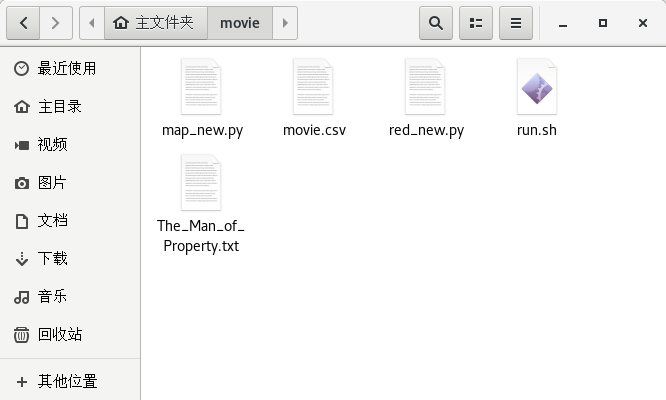 主文件夹
movie
最近使用
主目录
视频
图片
文档
下载
音乐
回收站
其他位置
map_new.py
movie.csv
red_new.py
run.sh
The_Man_of_
Property.txt